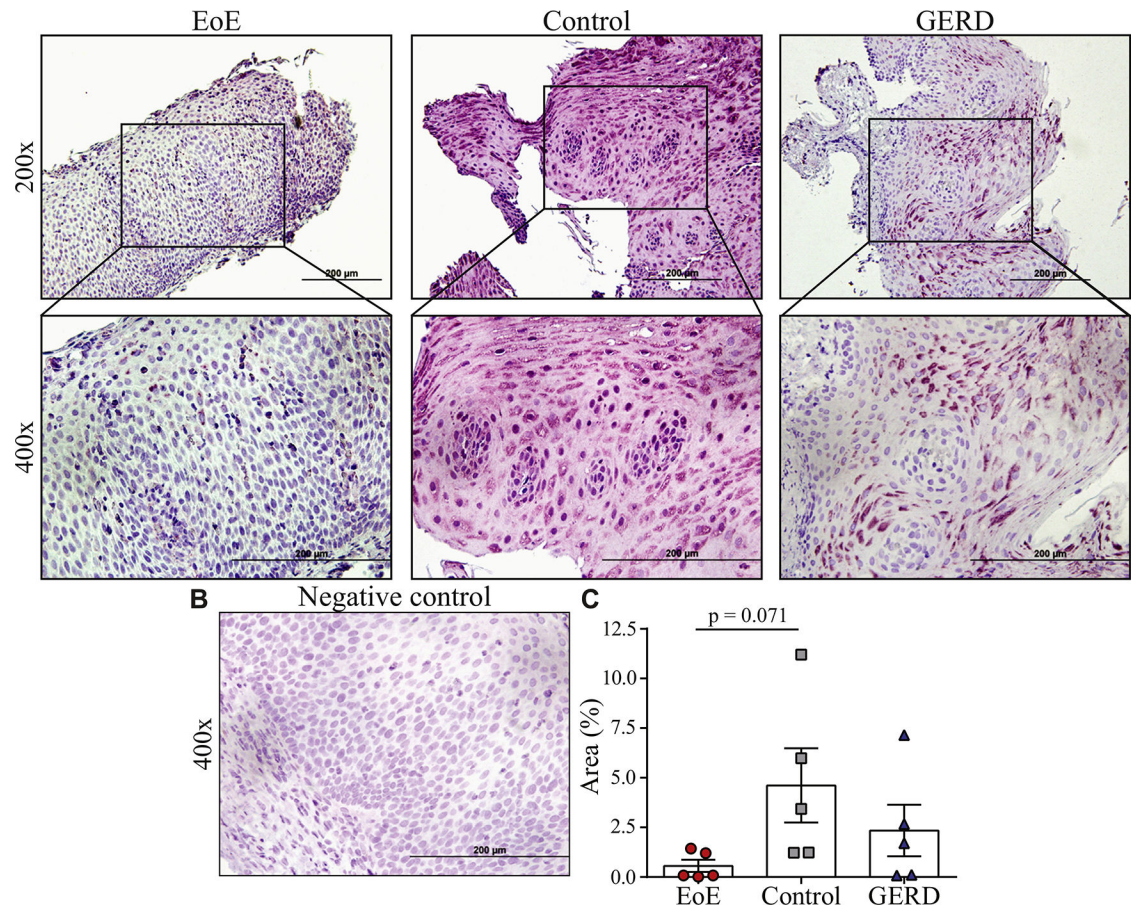 EoE
Control
GERD
200x
200 μm
200 μm
200 μm
400x
200 μm
200 μm
200 μm
B
Negative control
400x
200 μm
C
p = 0.071
12.5
10.0
7.5
5.0
2.5
0.0
Area (%)
EoE
Control
GERD